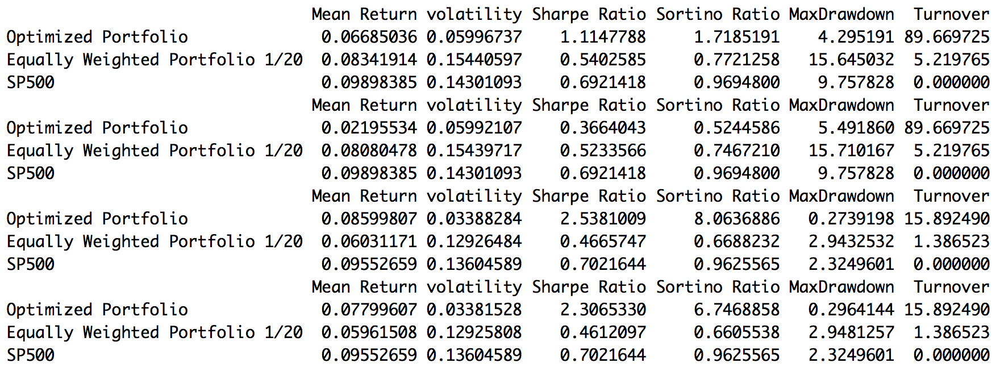 Mean Return volatility Sharpe Ratio Sortino Ratio MaxDrawdown Turnover
Optimized Portfolio 0.06685036 0.05996737 1.1147788 1.7185191 4.295191 89.669725
Equally Weighted Portfolio 1/20 0.08341914 0.15440597 0.5402585 0.7721258 15.645032 5.219765
SP500 0.09898385 0.14301093 0.6921418 0.9694800 9.757828 0.000000
Mean Return volatility Sharpe Ratio Sortino Ratio MaxDrawdown Turnover
Optimized Portfolio 0.02195534 0.05992107 0.3664043 0.5244586 5.491860 89.669725
Equally Weighted Portfolio 1/20 0.08080478 0.15439717 0.5233566 0.7467210 15.710167 5.219765
SP500 0.09898385 0.14301093 0.6921418 0.9694800 9.757828 0.000000
Mean Return volatility Sharpe Ratio Sortino Ratio MaxDrawdown Turnover
Optimized Portfolio 0.08599807 0.03388284 2.5381009 8.0636886 0.2739198 15.892490
Equally Weighted Portfolio 1/20 0.06031171 0.12926484 0.4665747 0.6688232 2.9432532 1.386523
SP500 0.09552659 0.13604589 0.7021644 0.9625565 2.3249601 0.000000
Mean Return volatility Sharpe Ratio Sortino Ratio MaxDrawdown Turnover
Optimized Portfolio 0.07799607 0.03381528 2.3065330 6.7468858 0.2964144 15.892490
Equally Weighted Portfolio 1/20 0.05961508 0.12925808 0.4612097 0.6605538 2.9481257 1.386523
SP500 0.09552659 0.13604589 0.7021644 0.9625565 2.3249601 0.000000